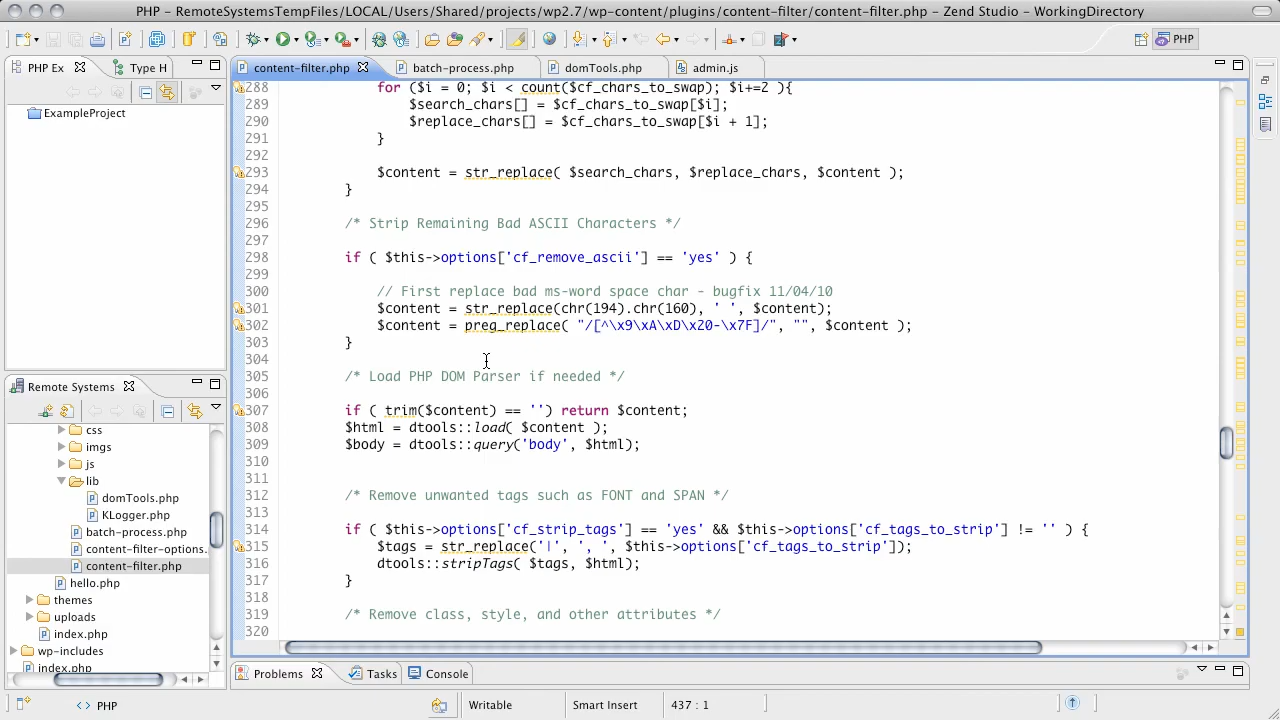 PHP – RemoteSystemsTempFiles/LOCAL/Users/Shared/projects/wp2.7/wp-content/plugins/content-filter/content-filter.php – Zend Studio – WorkingDirectory
PHP
PHP Ex
Type H
content-filter.php
batch-process.php
domTools.php
admin.js
ExampleProject
288 for ($i = 0; $i < count($cf_chars_to_swap); $i+=2 ){
289 $search_chars[] = $cf_chars_to_swap[$i];
290 $replace_chars[] = $cf_chars_to_swap[$i + 1];
291 }
292
293 $content = str_replace( $search_chars, $replace_chars, $content );
294 }
295
296 /* Strip Remaining Bad ASCII Characters */
297
298 if ( $this->options['cf_remove_ascii'] == 'yes' ) {
299
300 // First replace bad ms-word space char - bugfix 11/04/10
301 $content = str_replace(chr(194).chr(160), ' ', $content);
302 $content = preg_replace( "/[^\x9\xA\xD\x20-\x7F]/", "", $content );
303 }
304
305 /* Load PHP DOM Parser if needed */
306
307 if ( trim($content) == '') return $content;
308 $html = dtools::load( $content );
309 $body = dtools::query('body', $html);
310
311
312 /* Remove unwanted tags such as FONT and SPAN */
313
314 if ( $this->options['cf_strip_tags'] == 'yes' && $this->options['cf_tags_to_strip'] != '' ) {
315 $tags = str_replace('|', ', ', $this->options['cf_tags_to_strip']);
316 dtools::stripTags( $tags, $html);
317 }
318
319 /* Remove class, style, and other attributes */
320
Remote Systems
css
imgs
js
lib
domTools.php
KLogger.php
batch-process.php
content-filter-options.
content-filter.php
hello.php
themes
uploads
index.php
wp-includes
index.php
Problems
Tasks
Console
<> PHP
Writable
Smart Insert
437 : 1